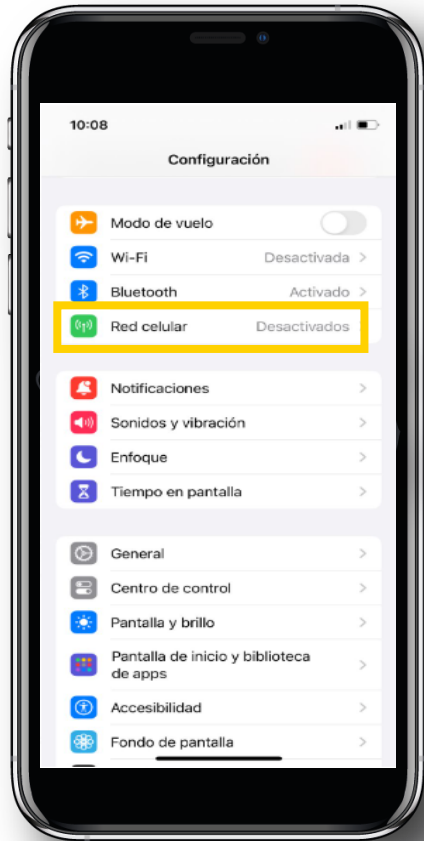 10:08
Configuración
Modo de vuelo
Wi-Fi Desactivada
Bluetooth Activado
Red celular Desactivados
Notificaciones
Sonidos y vibración
Enfoque
Tiempo en pantalla
General
Centro de control
Pantalla y brillo
Pantalla de inicio y biblioteca
de apps
Accesibilidad
Fondo de pantalla